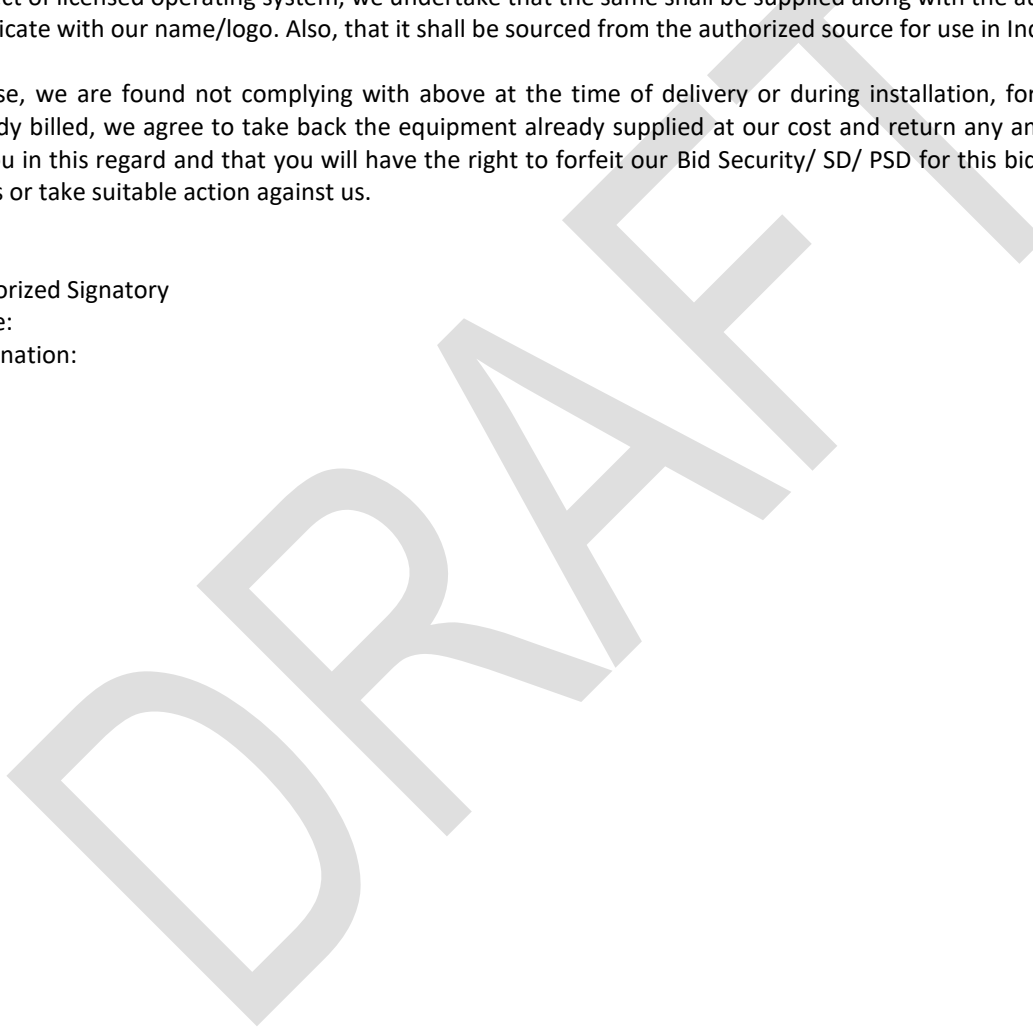 ct of licensed operating system, we undertake that the same shall be supplied along with the au
icate with our name/logo. Also, that it shall be sourced from the authorized source for use in Ind
se, we are found not complying with above at the time of delivery or during installation, for
dy billed, we agree to take back the equipment already supplied at our cost and return any am
ou in this regard and that you will have the right to forfeit our Bid Security/ SD/ PSD for this bid
s or take suitable action against us.
orized Signatory
e:
nation:
DRAFT